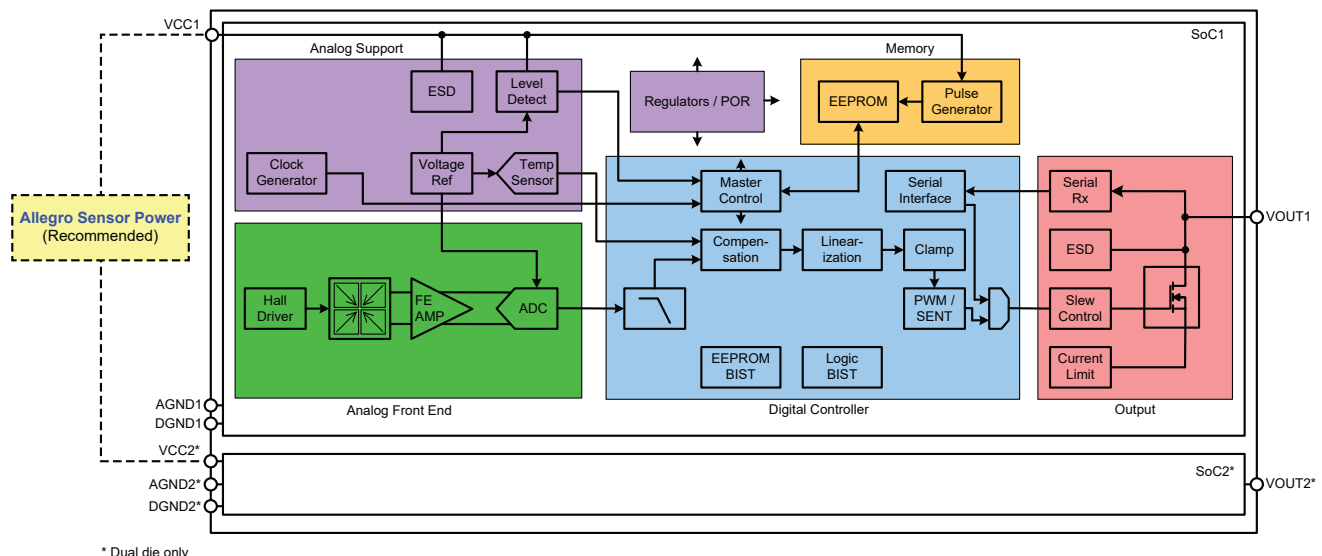 VCC1
SoC1
Analog Support
Memory
ESD
Level
Detect
Regulators / POR
EEPROM
Pulse
Generator
Clock
Generator
Voltage
Ref
Temp
Sensor
Master
Control
Serial
Interface
Serial
Rx
Allegro Sensor Power
(Recommended)
VOUT1
Compen-
sation
Linear-
ization
Clamp
ESD
Hall
Driver
FE
AMP
ADC
PWM /
SENT
Slew
Control
EEPROM
BIST
Logic
BIST
Current
Limit
AGND1
DGND1
Analog Front End
Digital Controller
Output
VCC2*
SoC2*
AGND2*
VOUT2*
DGND2*
* Dual die only